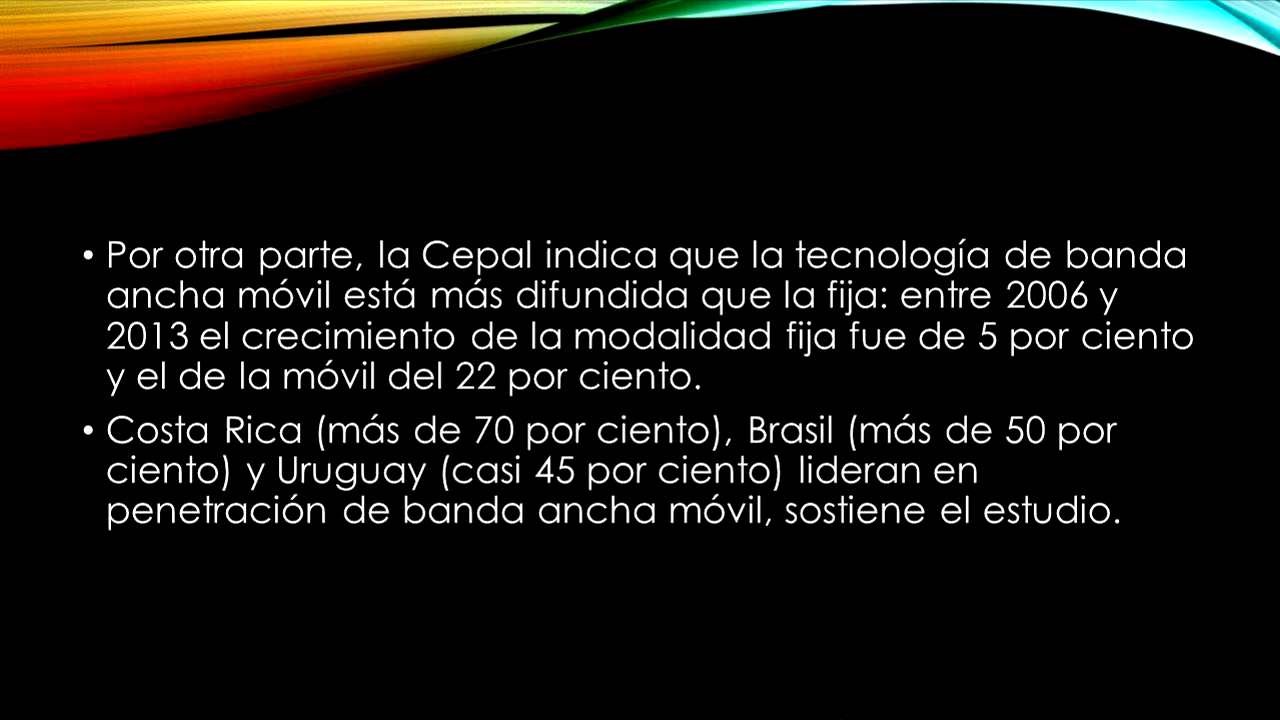 • Por otra parte, la Cepal indica que la tecnología de banda
ancha móvil está más difundida que la fija: entre 2006 y
2013 el crecimiento de la modalidad fija fue de 5 por ciento
y el de la móvil del 22 por ciento.
• Costa Rica (más de 70 por ciento), Brasil (más de 50 por
ciento) y Uruguay (casi 45 por ciento) lideran en
penetración de banda ancha móvil, sostiene el estudio.